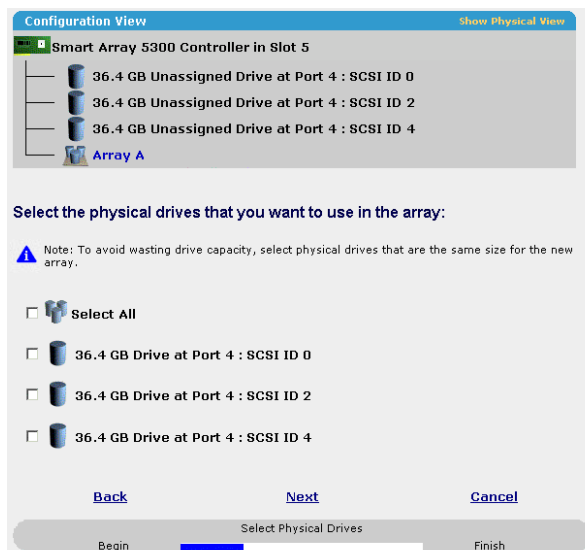 Configuration View
Show Physical View
Smart Array 5300 Controller in Slot 5
36.4 GB Unassigned Drive at Port 4 : SCSI ID 0
36.4 GB Unassigned Drive at Port 4 : SCSI ID 2
36.4 GB Unassigned Drive at Port 4 : SCSI ID 4
Array A
Select the physical drives that you want to use in the array:
Note: To avoid wasting drive capacity, select physical drives that are the same size for the new
array.
Select All
36.4 GB Drive at Port 4 : SCSI ID 0
36.4 GB Drive at Port 4 : SCSI ID 2
36.4 GB Drive at Port 4 : SCSI ID 4
Back
Next
Cancel
Select Physical Drives
Begin
Finish